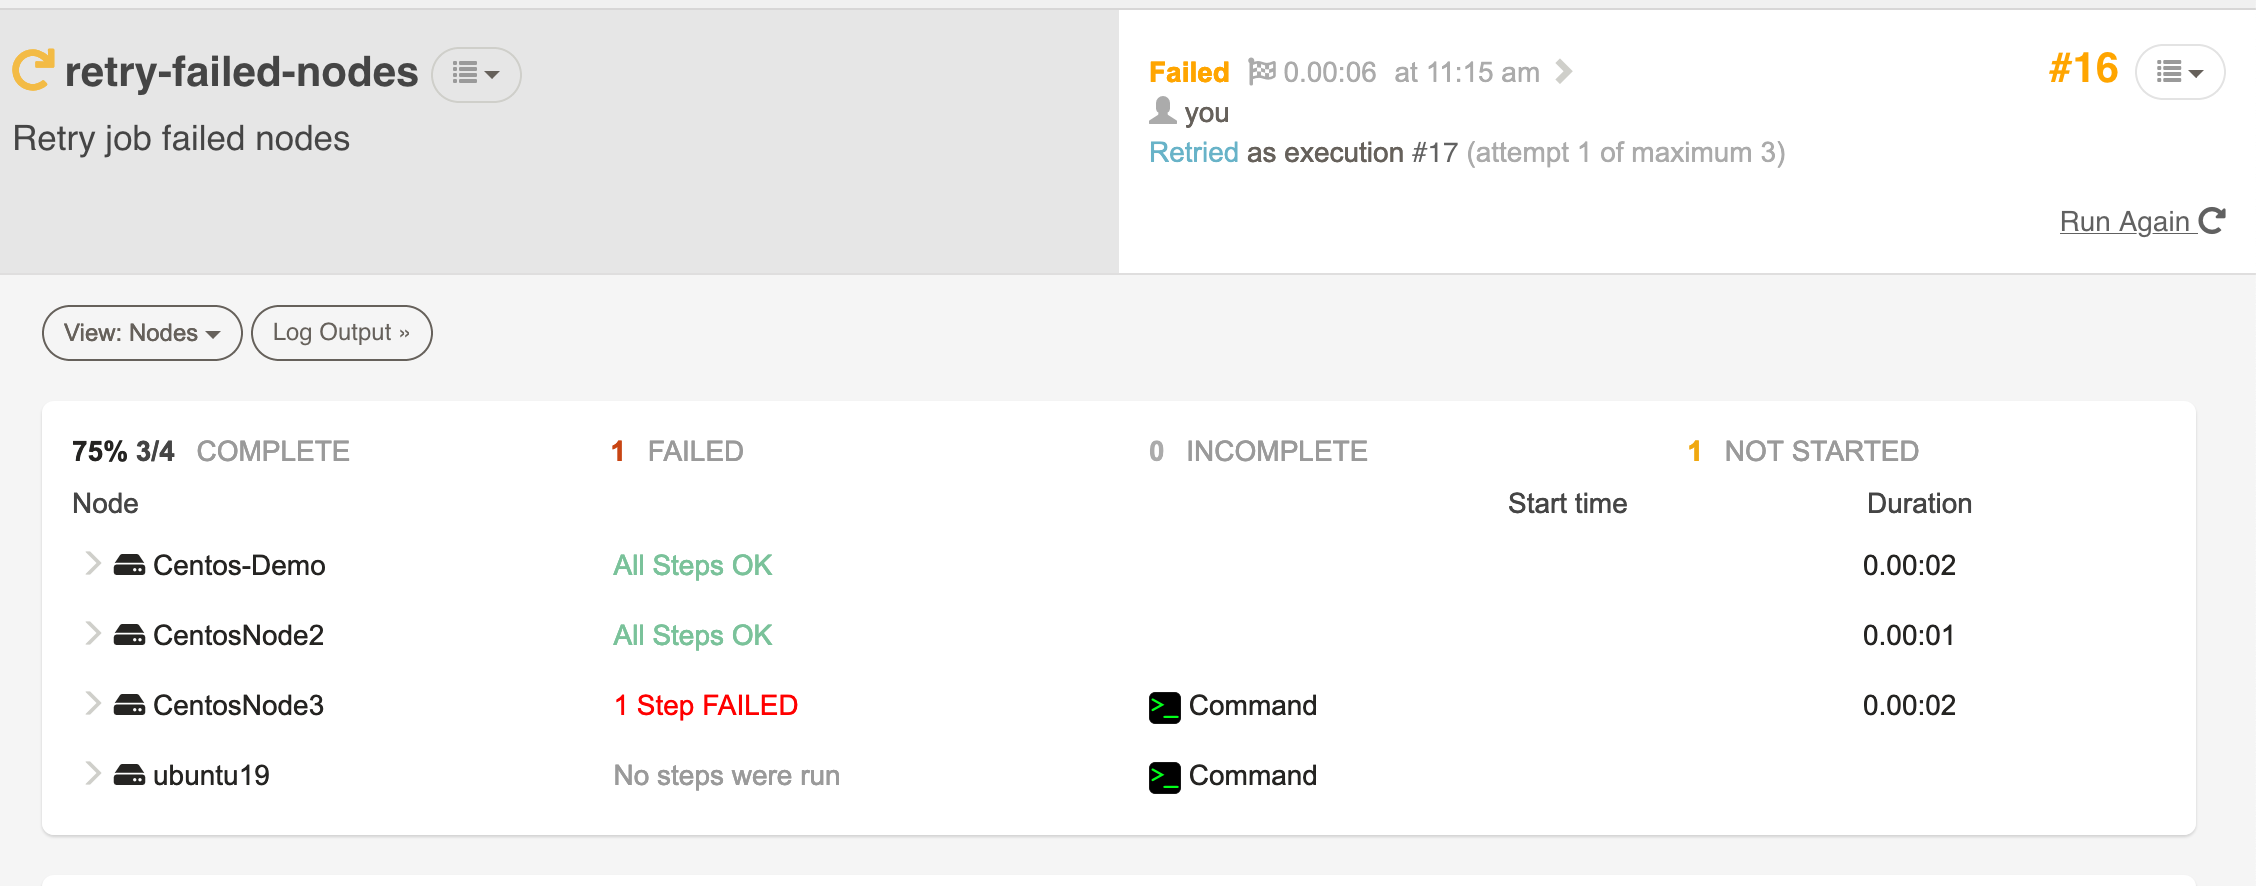 retry-failed-nodes
Retry job failed nodes
Failed 0.00:06 at 11:15 am
#16
you
Retried as execution #17 (attempt 1 of maximum 3)
Run Again
View: Nodes
Log Output »
75% 3/4 COMPLETE 1 FAILED 0 INCOMPLETE 1 NOT STARTED
Node Start time Duration
Centos-Demo All Steps OK 0.00:02
CentosNode2 All Steps OK 0.00:01
CentosNode3 1 Step FAILED >_ Command 0.00:02
ubuntu19 No steps were run >_ Command